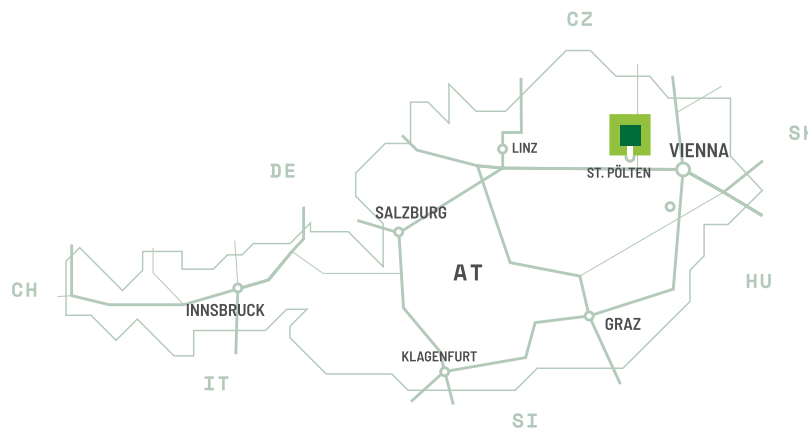 CZ
SK
LINZ
VIENNA
DE
ST. PÖLTEN
SALZBURG
AT
HU
CH
INNSBRUCK
GRAZ
KLAGENFURT
IT
SI